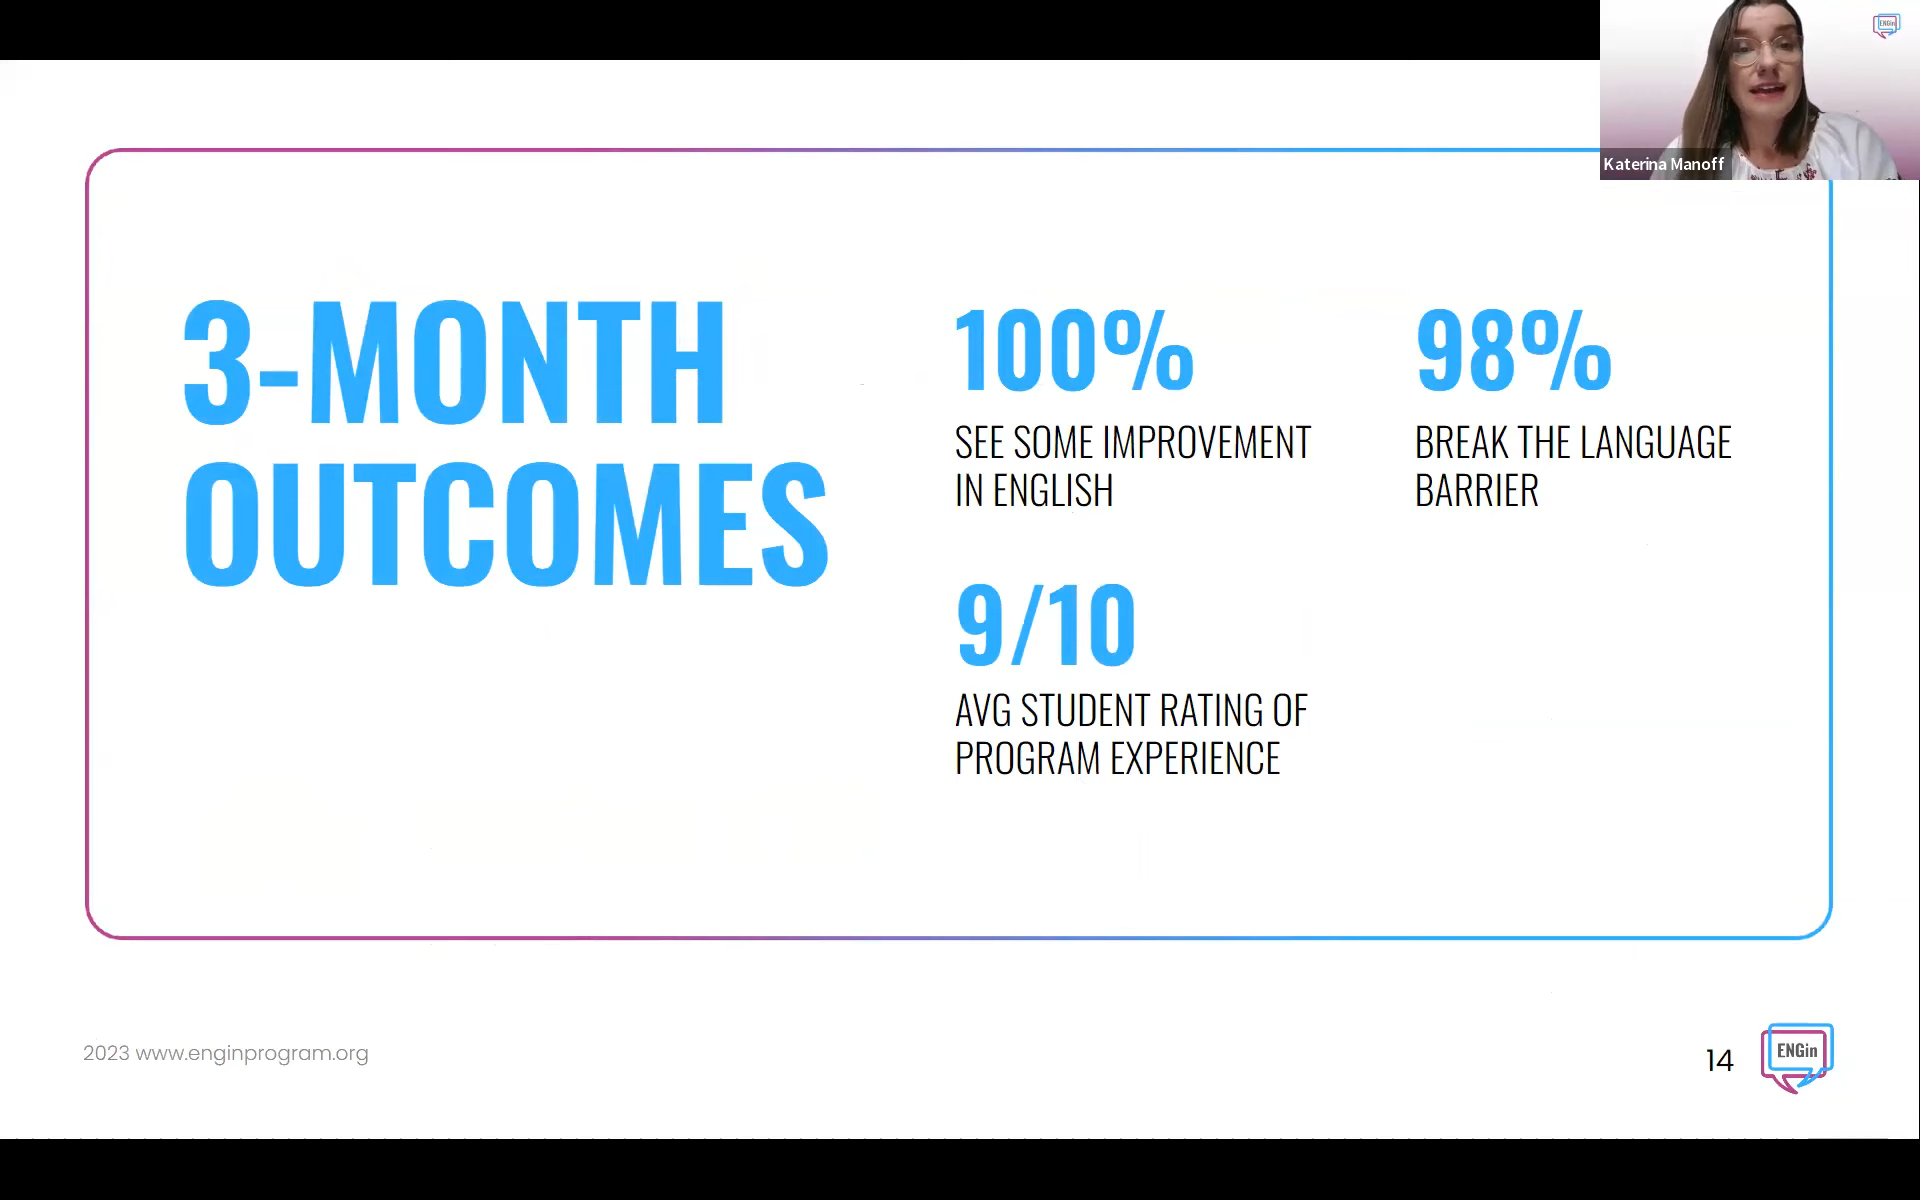 Katerina Manoff
3-MONTH
OUTCOMES
100%
SEE SOME IMPROVEMENT
IN ENGLISH
98%
BREAK THE LANGUAGE
BARRIER
9/10
AVG STUDENT RATING OF
PROGRAM EXPERIENCE
2023 www.enginprogram.org
14
ENGin
ENGin